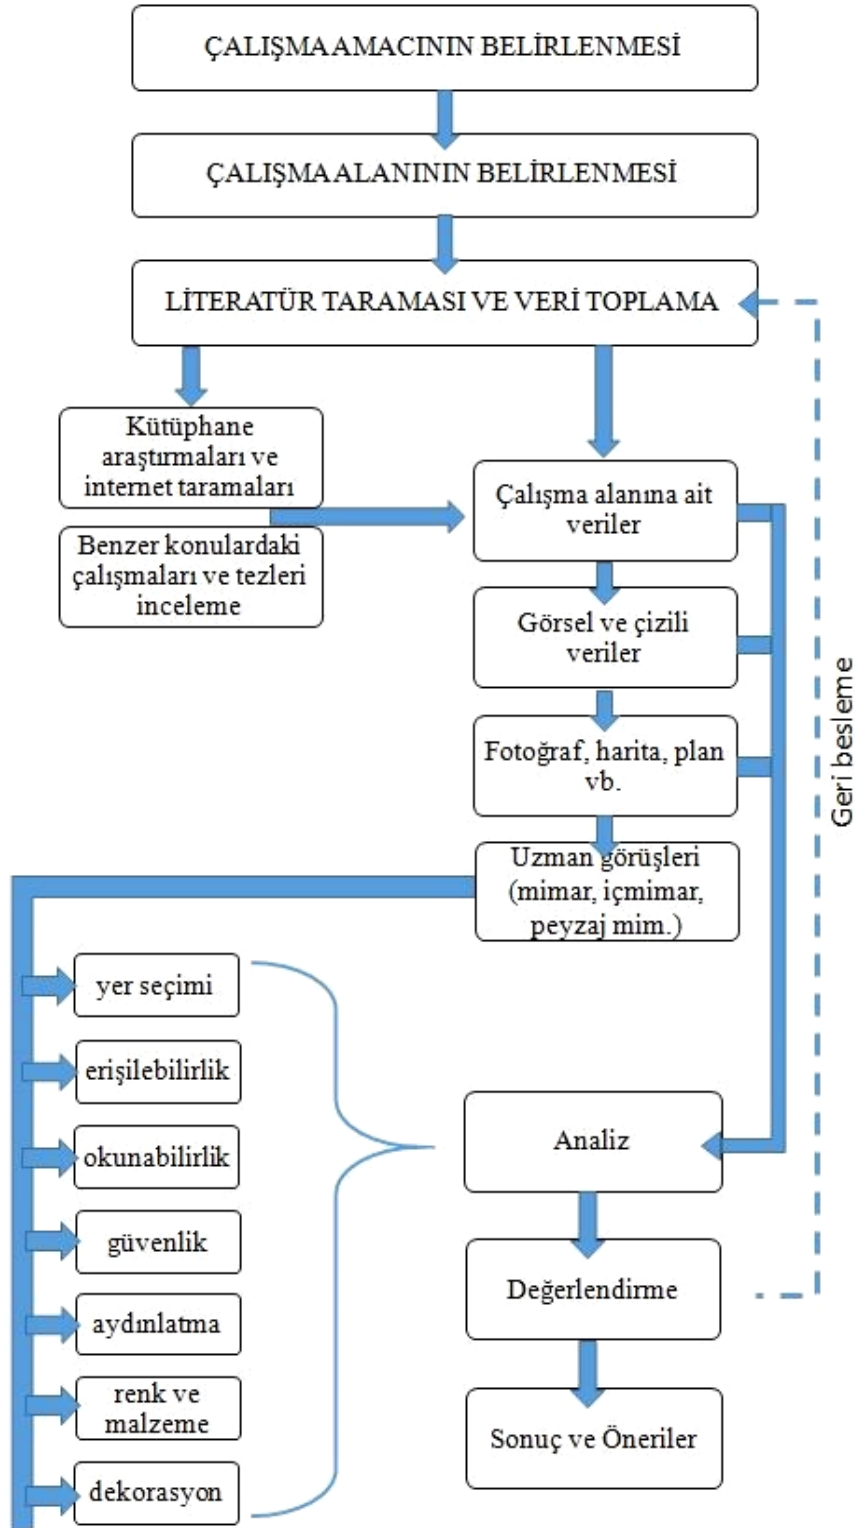 ÇALIŞMA AMACININ BELİRLENMESİ
ÇALIŞMA ALANININ BELİRLENMESİ
LİTERATÜR TARAMASI VE VERİ TOPLAMA
Kütüphane
araştırmaları ve
internet taramaları
Benzer konulardaki
çalışmaları ve tezleri
inceleme
Çalışma alanına ait
veriler
Görsel ve çizili
veriler
Fotoğraf, harita, plan
vb.
Uzman görüşleri
(mimar, içmimar,
peyzaj mim.)
Geri besleme
yer seçimi
erişilebilirlik
okunabilirlik
güvenlik
aydınlatma
renk ve
malzeme
dekorasyon
Analiz
Değerlendirme
Sonuç ve Öneriler